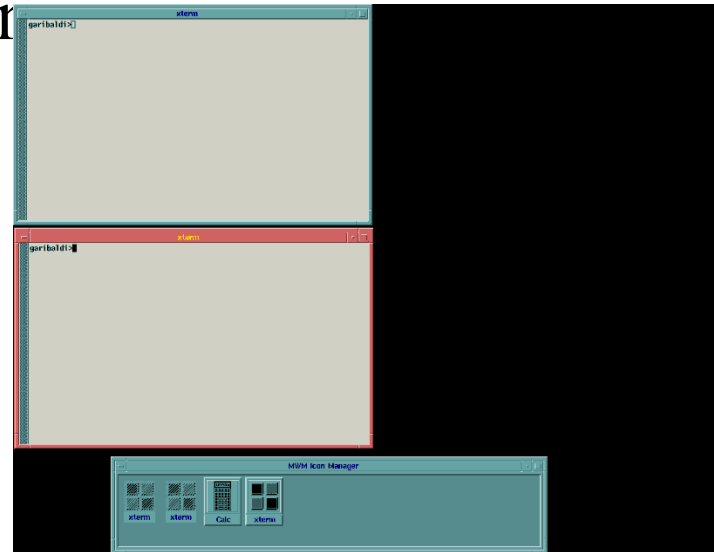 xterm
garibaldi>
xterm
garibaldi>
MWM Icon Manager
xterm xterm Calc xterm